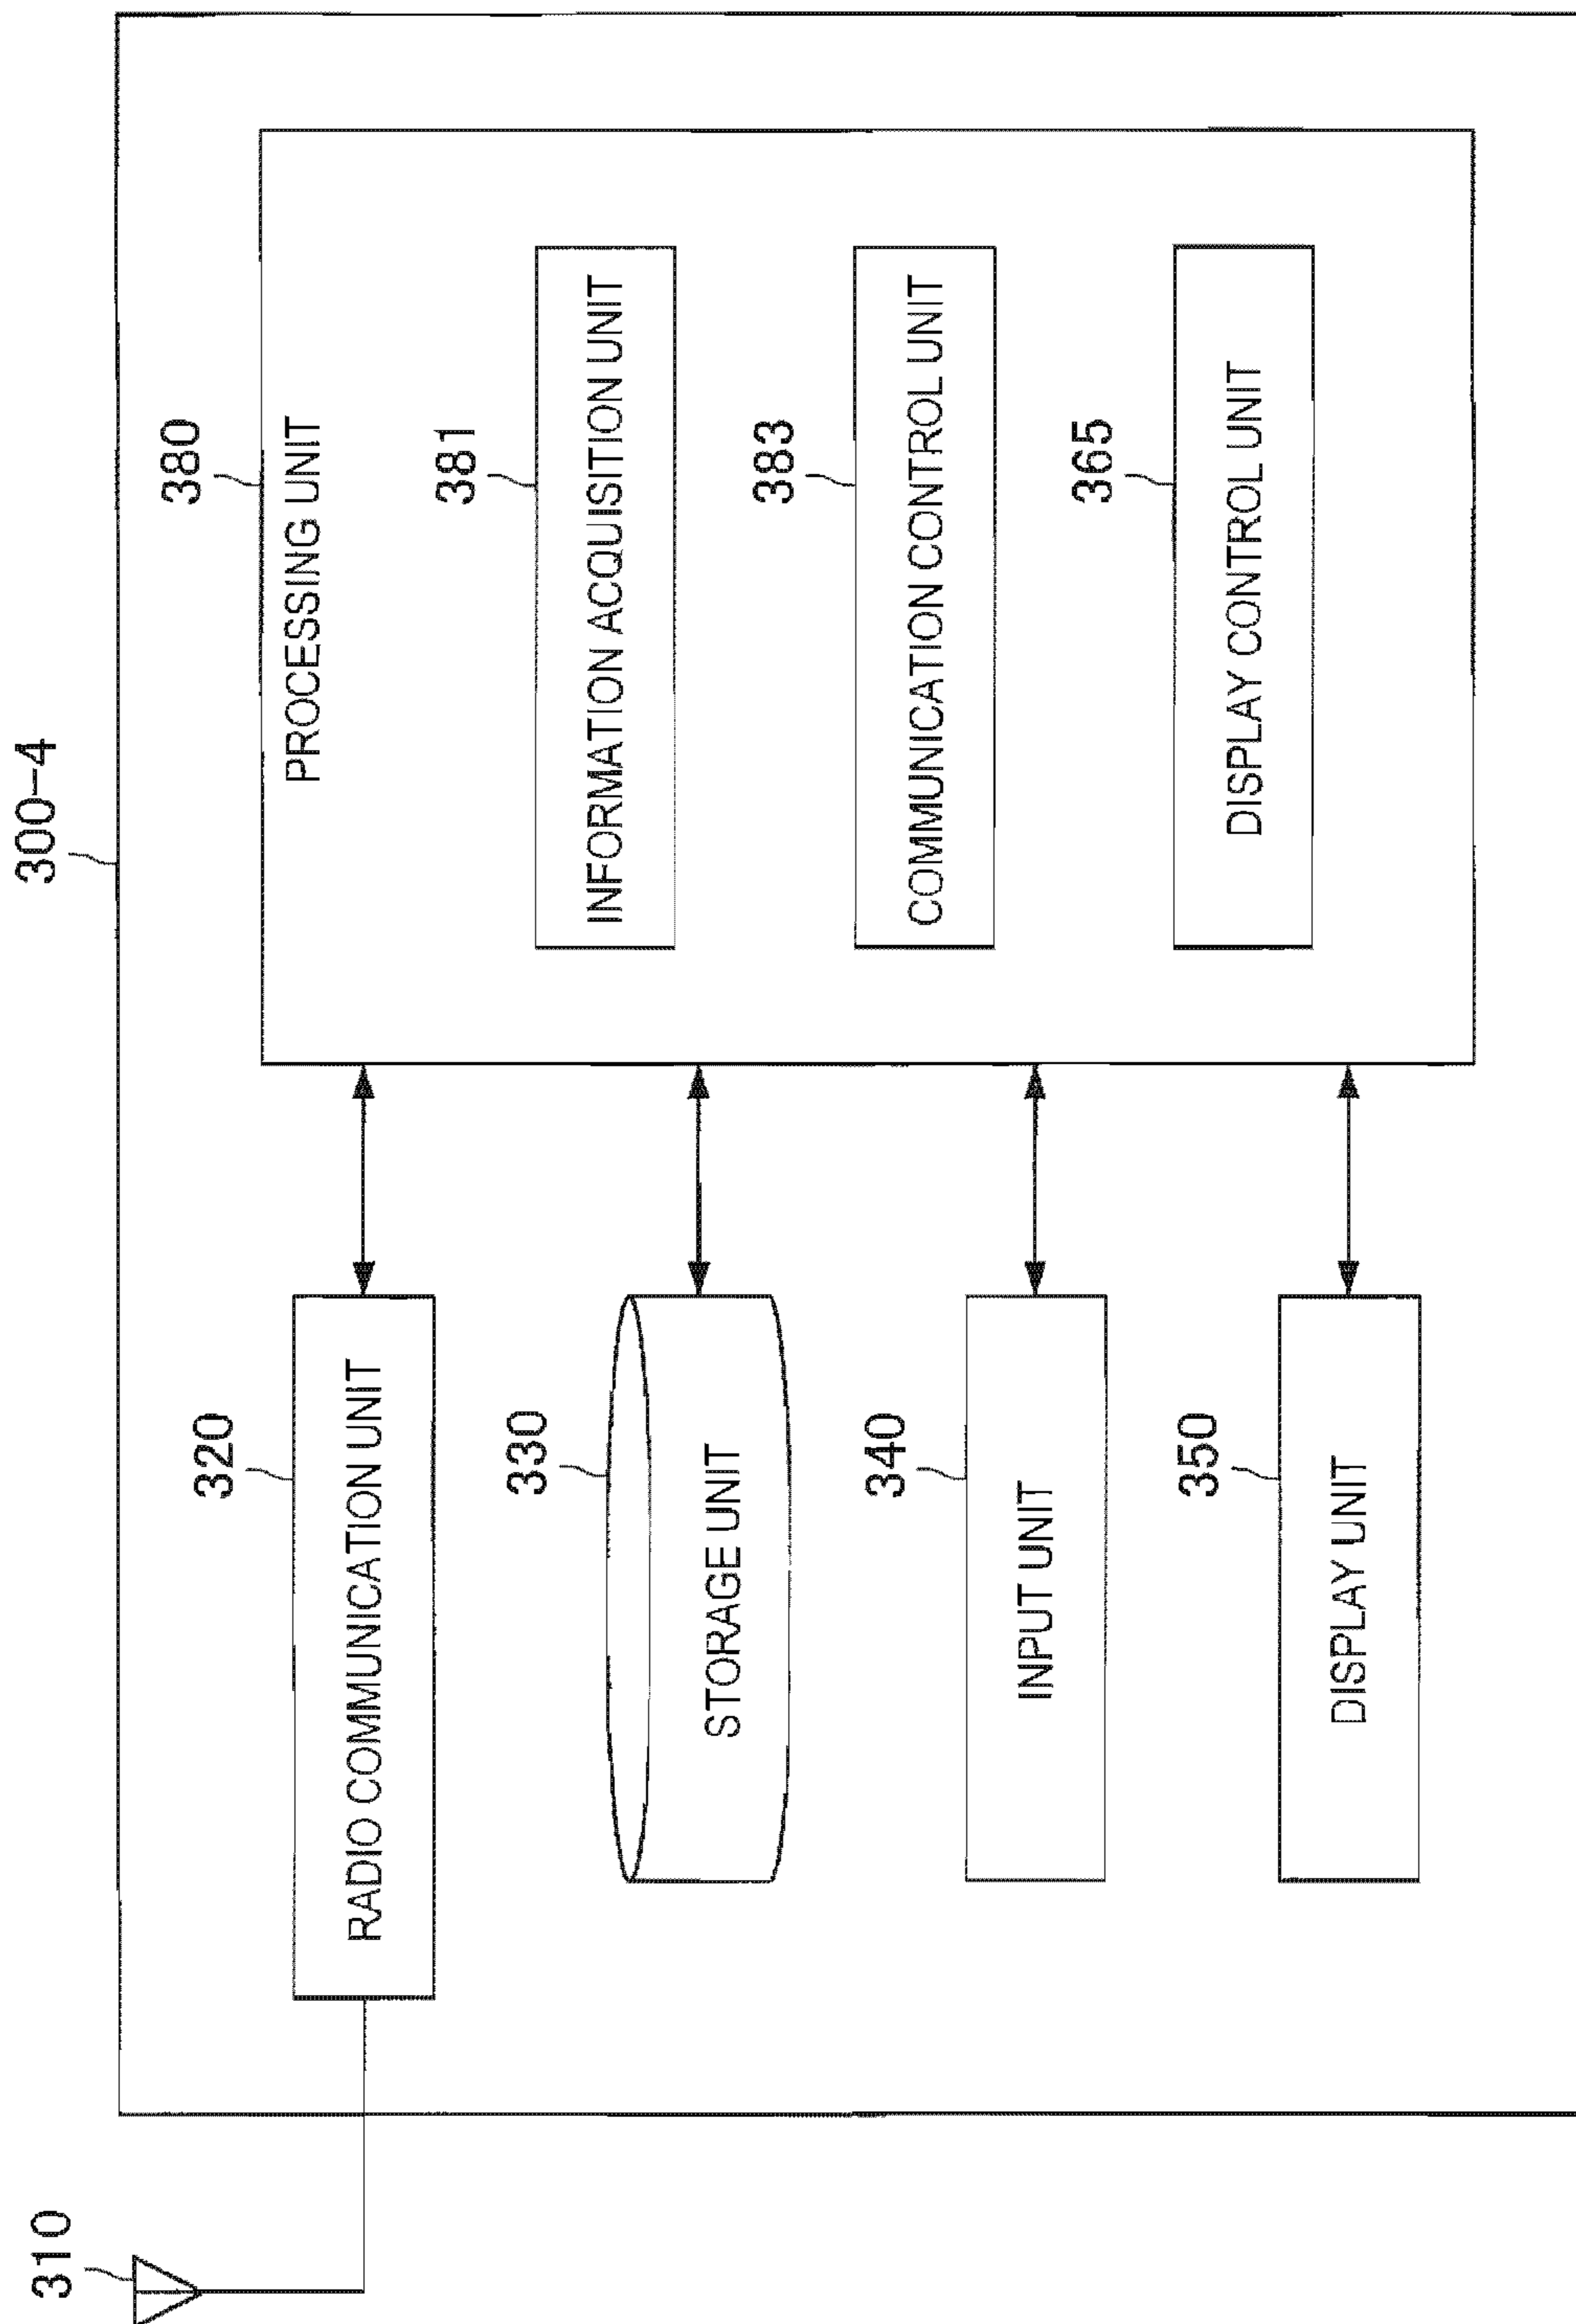 300-4
310
320
RADIO COMMUNICATION UNIT
330
STORAGE UNIT
340
INPUT UNIT
350
DISPLAY UNIT
380
PROCESSING UNIT
381
INFORMATION ACQUISITION UNIT
383
COMMUNICATION CONTROL UNIT
365
DISPLAY CONTROL UNIT